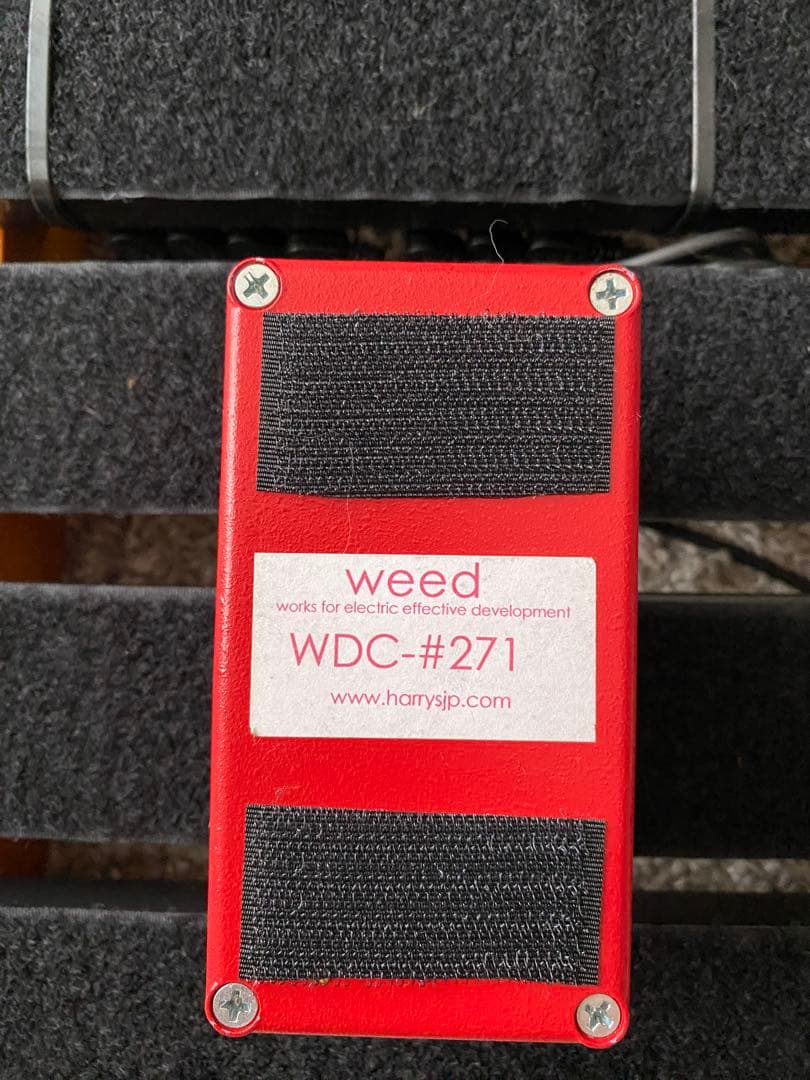 weed
works for electric effective development
WDC-#271
www.harrysjp.com